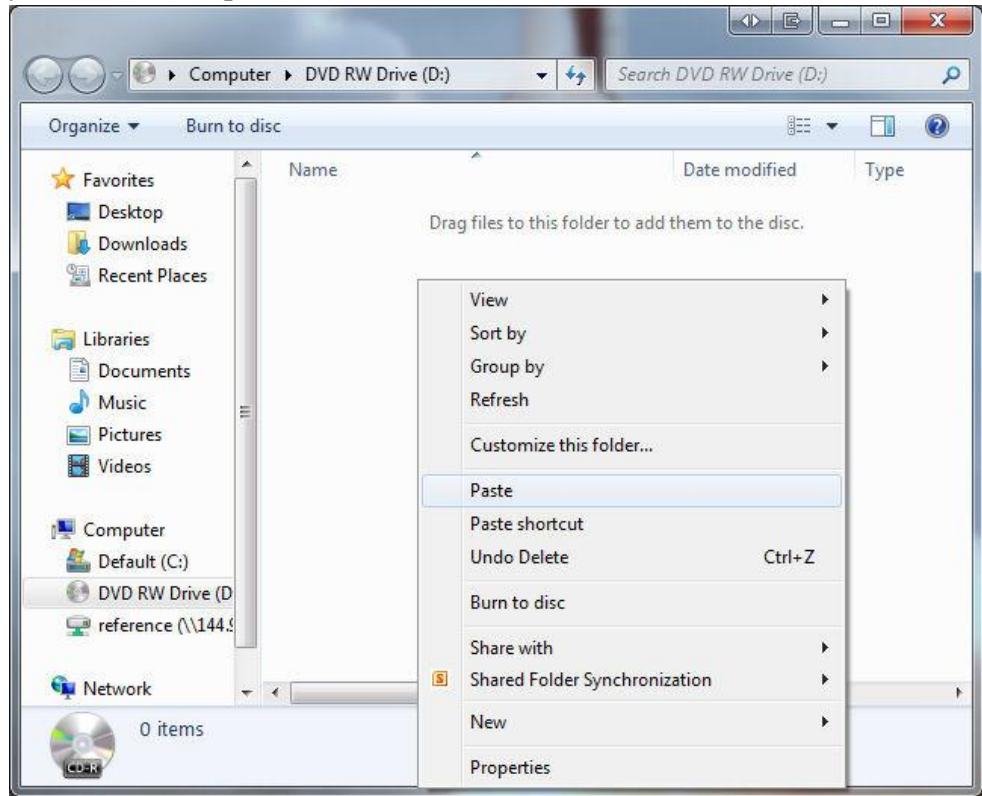 Computer ▸ DVD RW Drive (D:)
Search DVD RW Drive (D:)
Organize
Burn to disc
Name
Date modified
Type
Favorites
Desktop
Downloads
Recent Places
Libraries
Documents
Music
Pictures
Videos
Computer
Default (C:)
DVD RW Drive (D
reference (\\144.9
Network
Drag files to this folder to add them to the disc.
View
Sort by
Group by
Refresh
Customize this folder...
Paste
Paste shortcut
Undo Delete Ctrl+Z
Burn to disc
Share with
S
Shared Folder Synchronization
New
Properties
0 items
CD-R